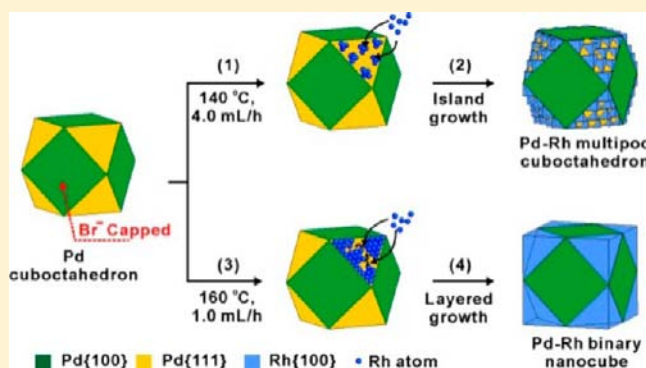 (1)
140 °C,
4.0 mL/h
(2)
Island
growth
Pd-Rh multipod
cuboctahedron
Br⁻ Capped
Pd
cuboctahedron
(3)
160 °C,
1.0 mL/h
(4)
Layered
growth
Pd-Rh binary
nanocube
Pd{100} Pd{111} Rh{100} Rh atom